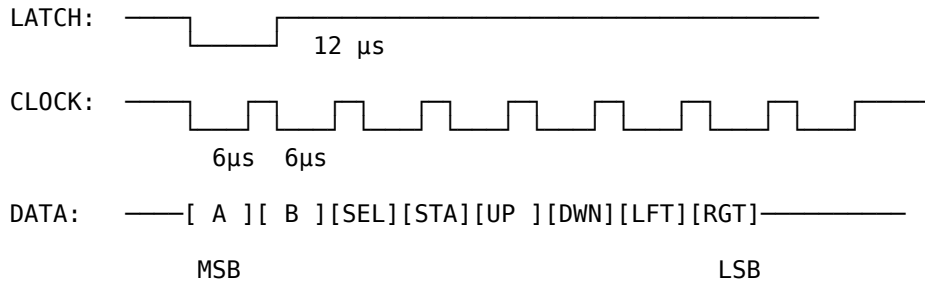 LATCH:
12 µs
CLOCK:
6µs 6µs
DATA: [ A ][ B ][SEL][STA][UP ][DWN][LFT][RGT]
MSB LSB